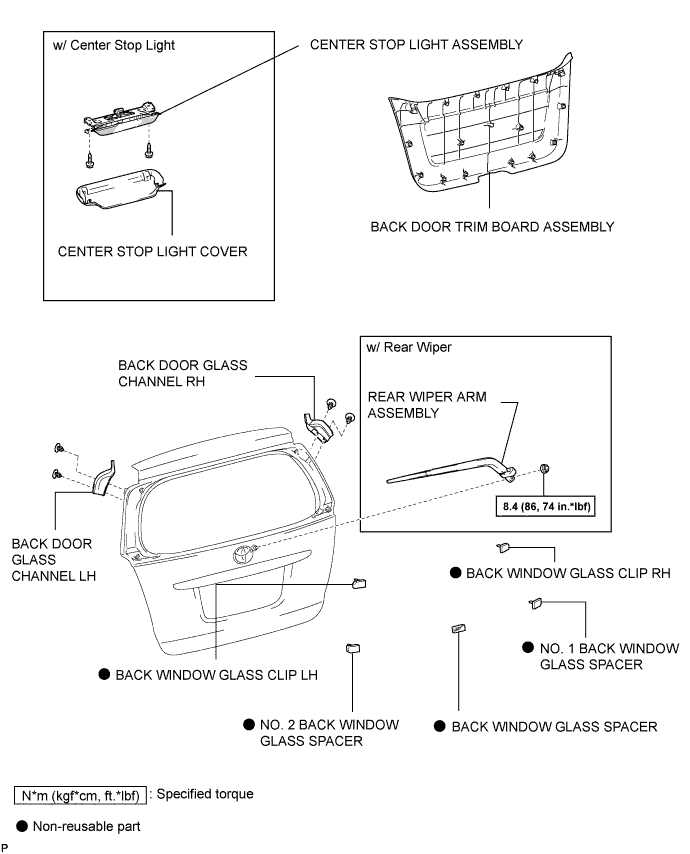 w/ Center Stop Light
CENTER STOP LIGHT ASSEMBLY
CENTER STOP LIGHT COVER
BACK DOOR TRIM BOARD ASSEMBLY
w/ Rear Wiper
BACK DOOR GLASS
CHANNEL RH
REAR WIPER ARM
ASSEMBLY
8.4 (86, 74 in.*lbf)
BACK DOOR
GLASS
CHANNEL LH
● BACK WINDOW GLASS CLIP RH
● NO. 1 BACK WINDOW
GLASS SPACER
● BACK WINDOW GLASS CLIP LH
● NO. 2 BACK WINDOW
GLASS SPACER
● BACK WINDOW GLASS SPACER
N*m (kgf*cm, ft.*lbf) : Specified torque
● Non-reusable part
P